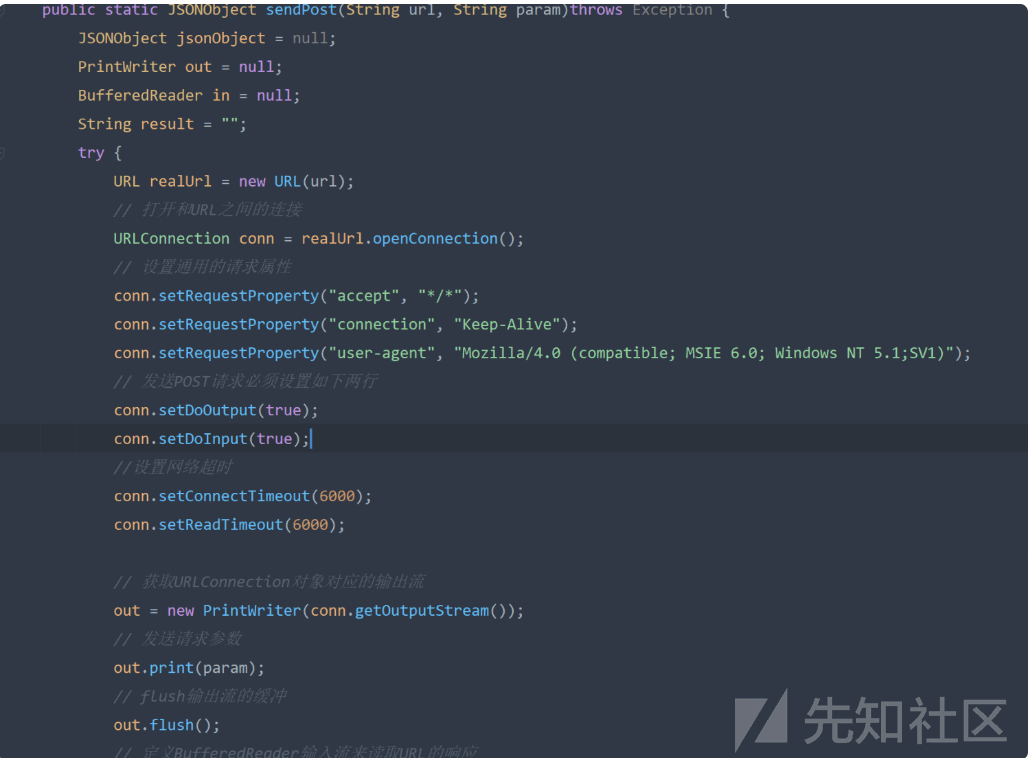 public static JSONObject sendPost(String url, String param)throws Exception {
    JSONObject jsonObject = null;
    PrintWriter out = null;
    BufferedReader in = null;
    String result = "";
    try {
        URL realUrl = new URL(url);
        // 打开和URL之间的连接
        URLConnection conn = realUrl.openConnection();
        // 设置通用的请求属性
        conn.setRequestProperty("accept", "*/*");
        conn.setRequestProperty("connection", "Keep-Alive");
        conn.setRequestProperty("user-agent", "Mozilla/4.0 (compatible; MSIE 6.0; Windows NT 5.1;SV1)");
        // 发送POST请求必须设置如下两行
        conn.setDoOutput(true);
        conn.setDoInput(true);
        //设置网络超时
        conn.setConnectTimeout(6000);
        conn.setReadTimeout(6000);

        // 获取URLConnection对象对应的输出流
        out = new PrintWriter(conn.getOutputStream());
        // 发送请求参数
        out.print(param);
        // flush输出流的缓冲
        out.flush();
        // 定义BufferedReader输入流来读取URL的响应
先知社区